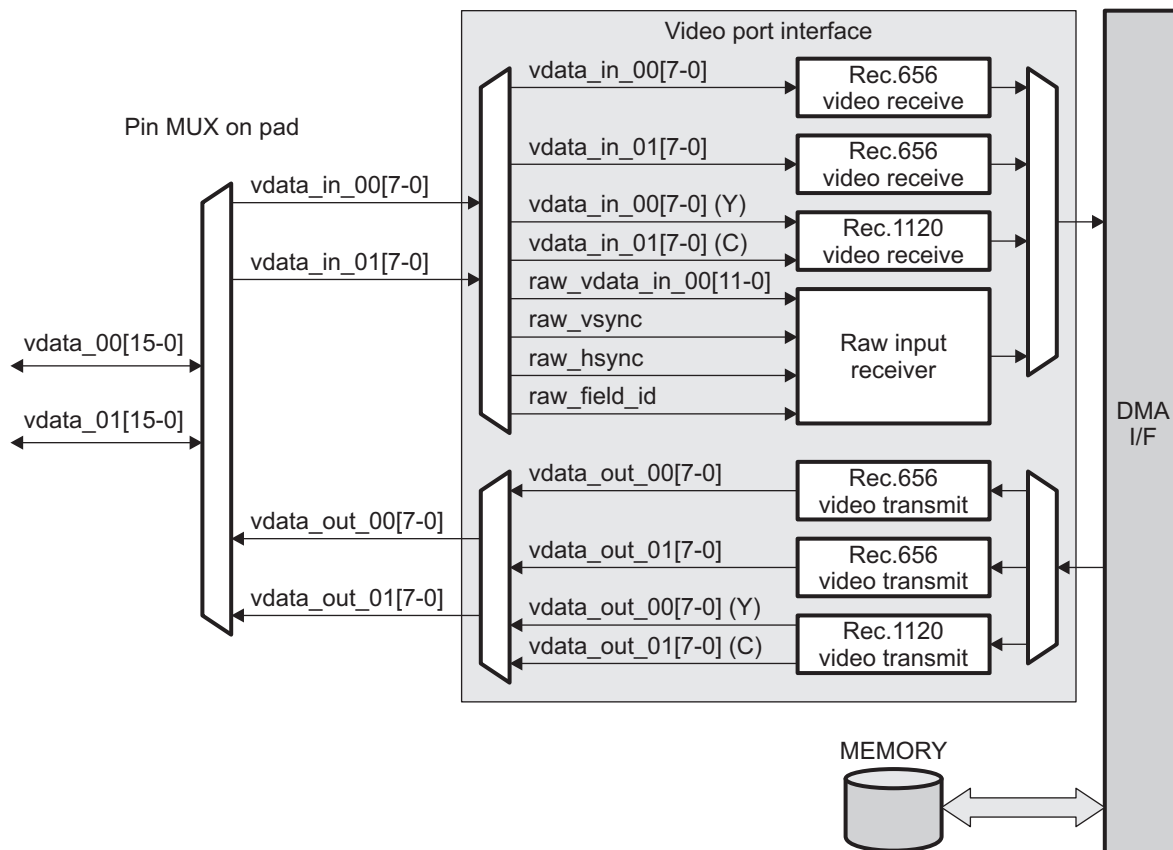 Video port interface
vdata_in_00[7-0]
Rec.656
video receive
Pin MUX on pad
vdata_in_01[7-0]
Rec.656
video receive
vdata_in_00[7-0]
vdata_in_00[7-0] (Y)
Rec.1120
video receive
vdata_in_01[7-0] (C)
vdata_in_01[7-0]
raw_vdata_in_00[11-0]
raw_vsync
Raw input
receiver
vdata_00[15-0]
raw_hsync
raw_field_id
vdata_01[15-0]
DMA
I/F
vdata_out_00[7-0]
Rec.656
video transmit
vdata_out_00[7-0]
vdata_out_01[7-0]
Rec.656
video transmit
vdata_out_01[7-0]
vdata_out_00[7-0] (Y)
Rec.1120
video transmit
vdata_out_01[7-0] (C)
MEMORY